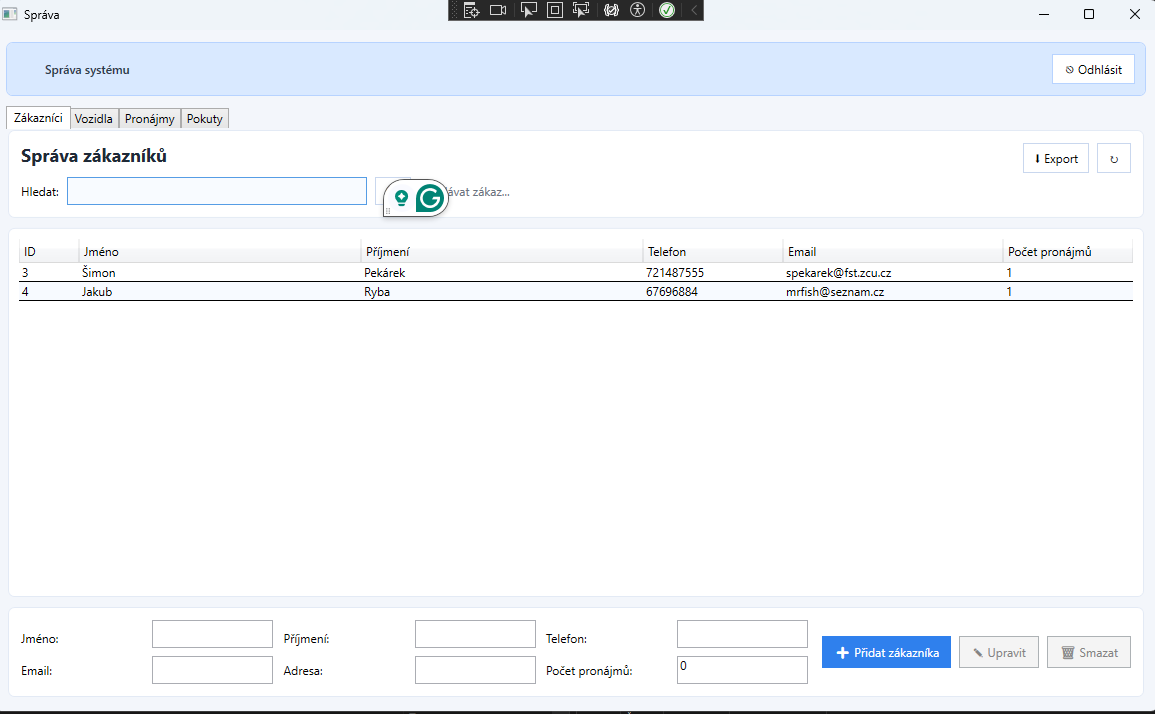 Správa
Správa systému
Odhlásit
Zákazníci Vozidla Pronájmy Pokuty
Správa zákazníků
Export
Hledat: zákaz...
ID Jméno Příjmení Telefon Email Počet pronájmů
3 Šimon Pekárek 721487555 spekarek@fst.zcu.cz 1
4 Jakub Ryba 67696884 mrfish@seznam.cz 1
Jméno: Příjmení: Telefon:
Email: Adresa: Počet pronájmů: 0
Přidat zákazníka Upravit Smazat